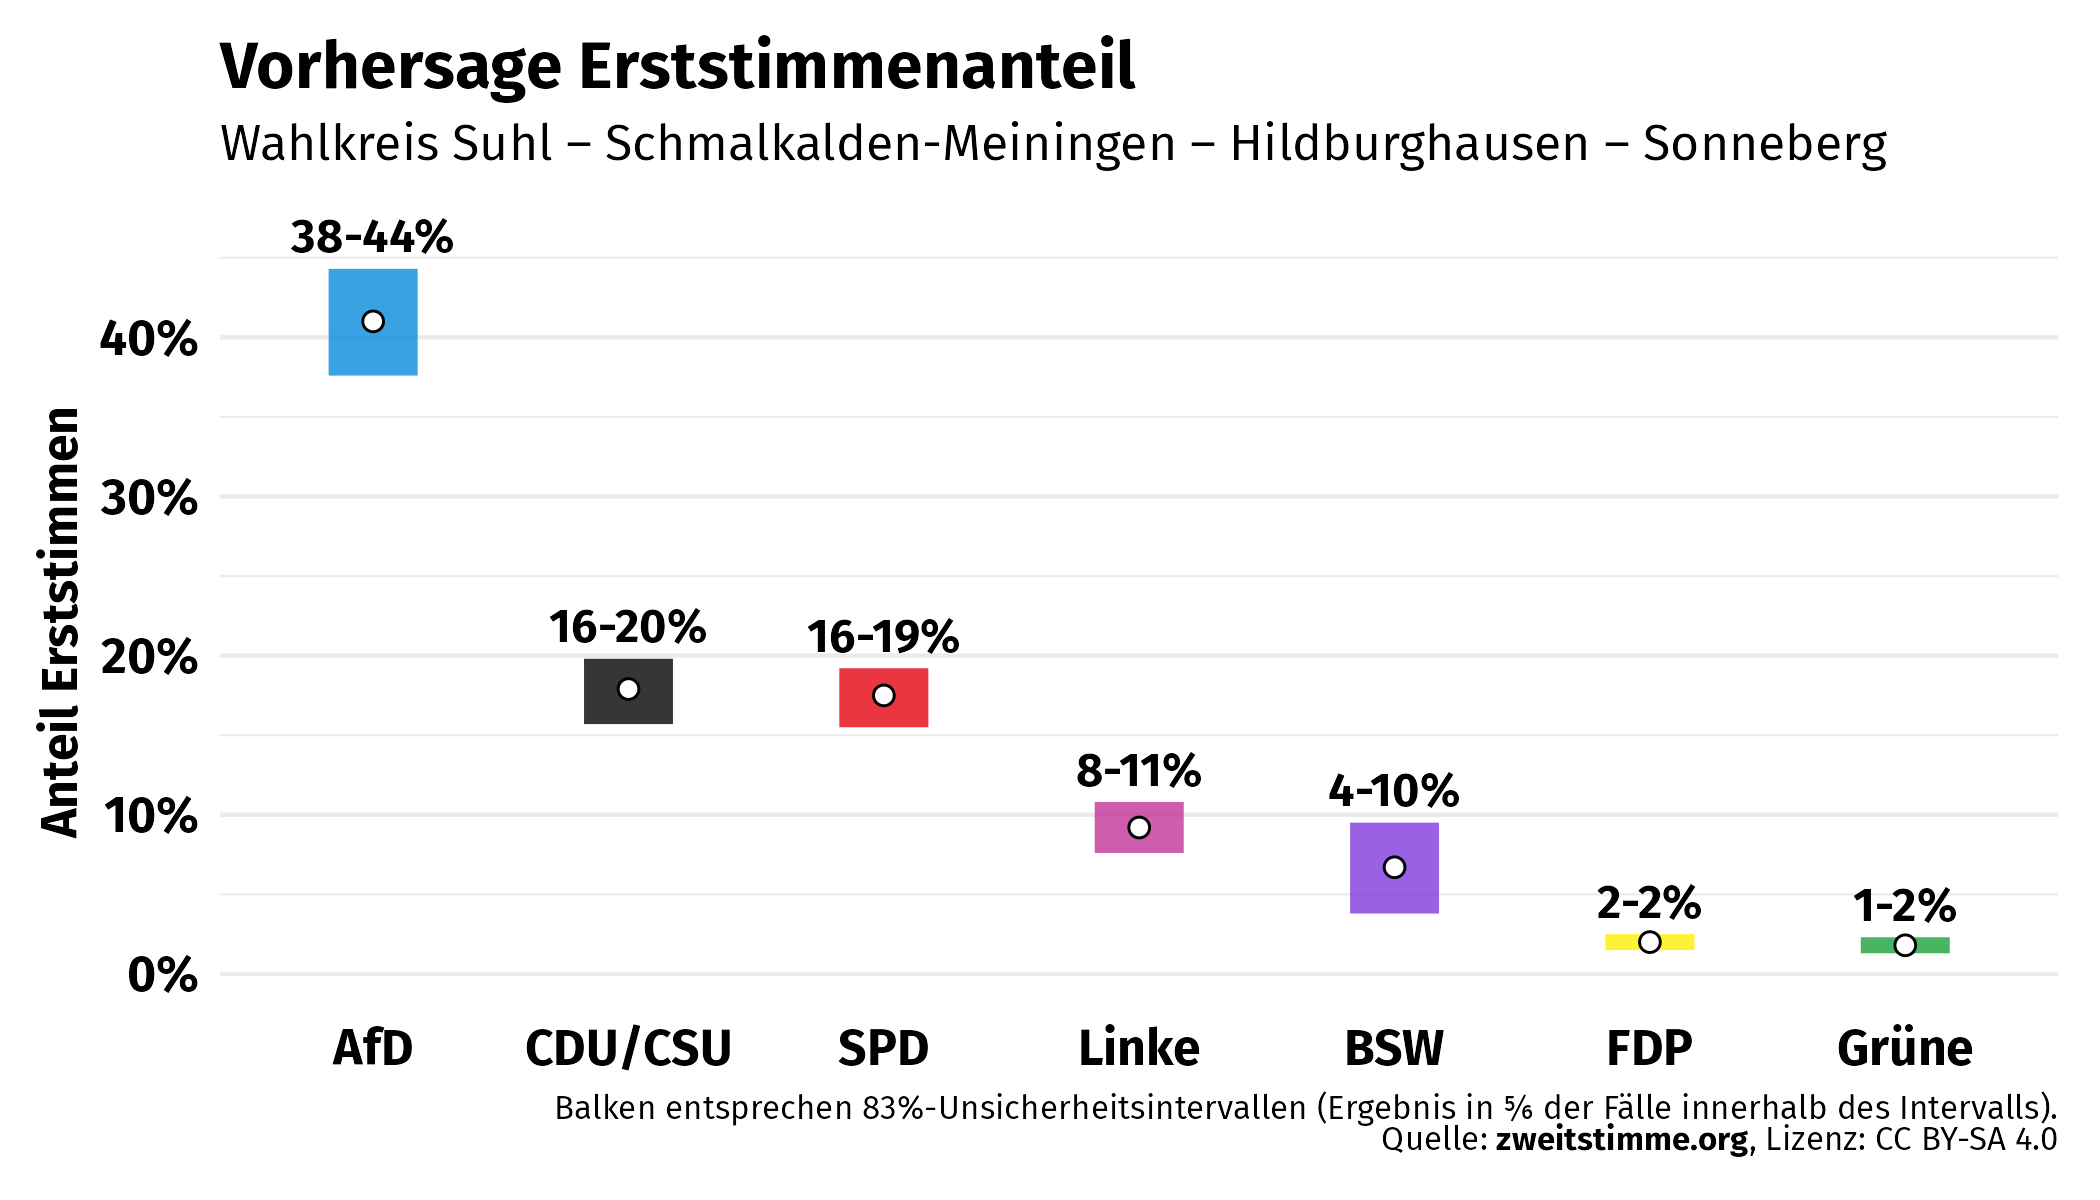 Vorhersage Erststimmenanteil
Wahlkreis Suhl – Schmalkalden-Meiningen – Hildburghausen – Sonneberg
38-44%
40%
30%
16-20%
16-19%
20%
8-11%
4-10%
10%
2-2%
1-2%
0%
Anteil Erststimmen
AfD CDU/CSU SPD Linke BSW FDP Grüne
Balken entsprechen 83%-Unsicherheitsintervallen (Ergebnis in ⅚ der Fälle innerhalb des Intervalls).
Quelle: zweitstimme.org, Lizenz: CC BY-SA 4.0